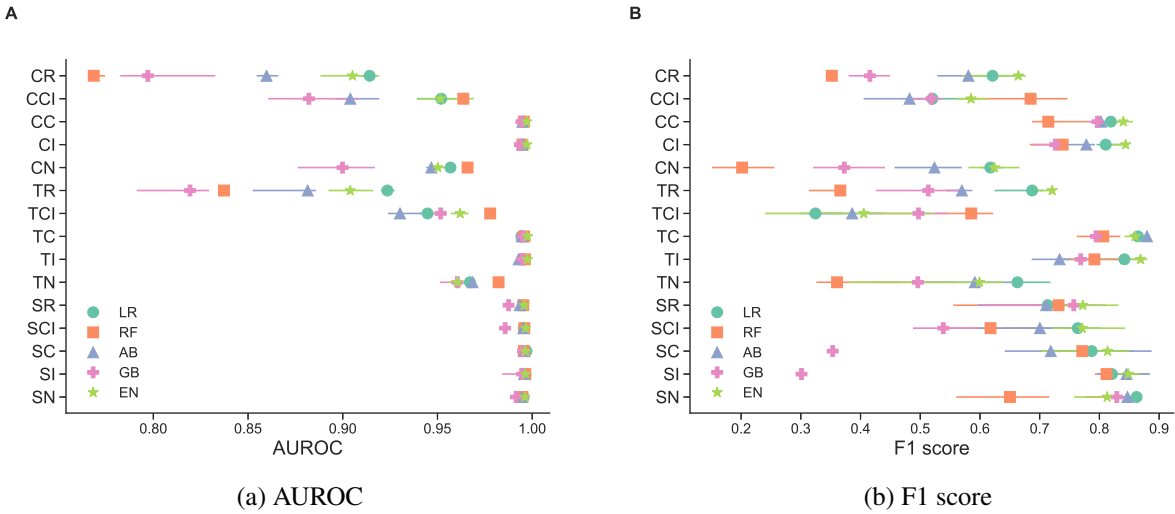 A
CR
CCI
CC
CI
CN
TR
TCI
TC
TI
TN
SR
SCI
SC
SI
SN
LR
RF
AB
GB
EN
0.80 0.85 0.90 0.95 1.00
AUROC
(a) AUROC
B
CR
CCI
CC
CI
CN
TR
TCI
TC
TI
TN
SR
SCI
SC
SI
SN
LR
RF
AB
GB
EN
0.2 0.3 0.4 0.5 0.6 0.7 0.8 0.9
F1 score
(b) F1 score